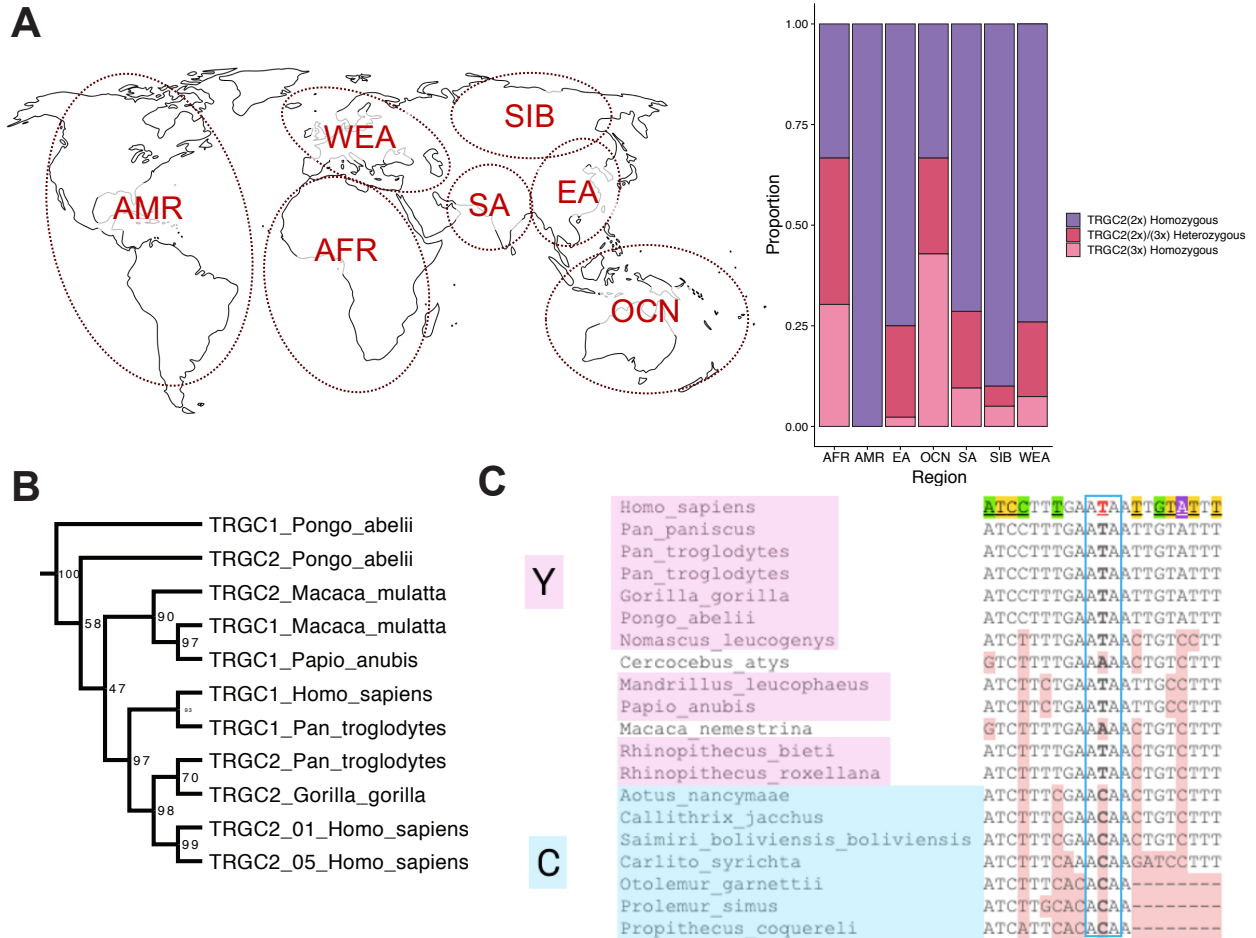 A
AMR
WEA
AFR
SIB
SA
EA
OCN
Proportion
1.00
0.75
0.50
0.25
0.00
AFR AMR EA OCN SA SIB WEA
Region
TRGC2(2x) Homozygous
TRGC2(2x)/(3x) Heterozygous
TRGC2(3x) Homozygous
B
TRGC1_Pongo_abelii
TRGC2_Pongo_abelii
TRGC2_Macaca_mulatta
TRGC1_Macaca_mulatta
TRGC1_Papio_anubis
TRGC1_Homo_sapiens
TRGC1_Pan_troglodytes
TRGC2_Pan_troglodytes
TRGC2_Gorilla_gorilla
TRGC2_01_Homo_sapiens
TRGC2_05_Homo_sapiens
100
58
90
97
47
93
97
70
98
99
C
Y
C
Homo_sapiens ATCCTTTGAATAATTGTATTT
Pan_paniscus ATCCTTTGAATAATTGTATTT
Pan_troglodytes ATCCTTTGAATAATTGTATTT
Pan_troglodytes ATCCTTTGAATAATTGTATTT
Gorilla_gorilla ATCCTTTGAATAATTGTATTT
Pongo_abelii ATCCTTTGAATAATTGTATTT
Nomascus_leucogenys ATCTTTTGAATAACTGTCCTT
Cercocebus_atys GTCTTTTGAAAAACTGTCTTT
Mandrillus_leucophaeus ATCTTCTGAATAATTGCCTTT
Papio_anubis ATCTTCTGAATAATTGCCTTT
Macaca_nemestrina GTCTTTTGAAAAACTGTCTTT
Rhinopithecus_bieti ATCTTTTGAATAACTGTCTTT
Rhinopithecus_roxellana ATCTTTTGAATAACTGTCTTT
Aotus_nancymaae ATCTTTCGAACAACTGTCTTT
Callithrix_jacchus ATCTTTCGAACAACTGTCTTT
Saimiri_boliviensis_boliviensis ATCTTTCGAACAACTGTCTTT
Carlito_syrichta ATCTTTCAAACAAGATCCTTT
Otolemur_garnettii ATCTTTCACACAA--------
Prolemur_simus ATCTTGCACACAA--------
Propithecus_coquereli ATCATTCACACAA--------